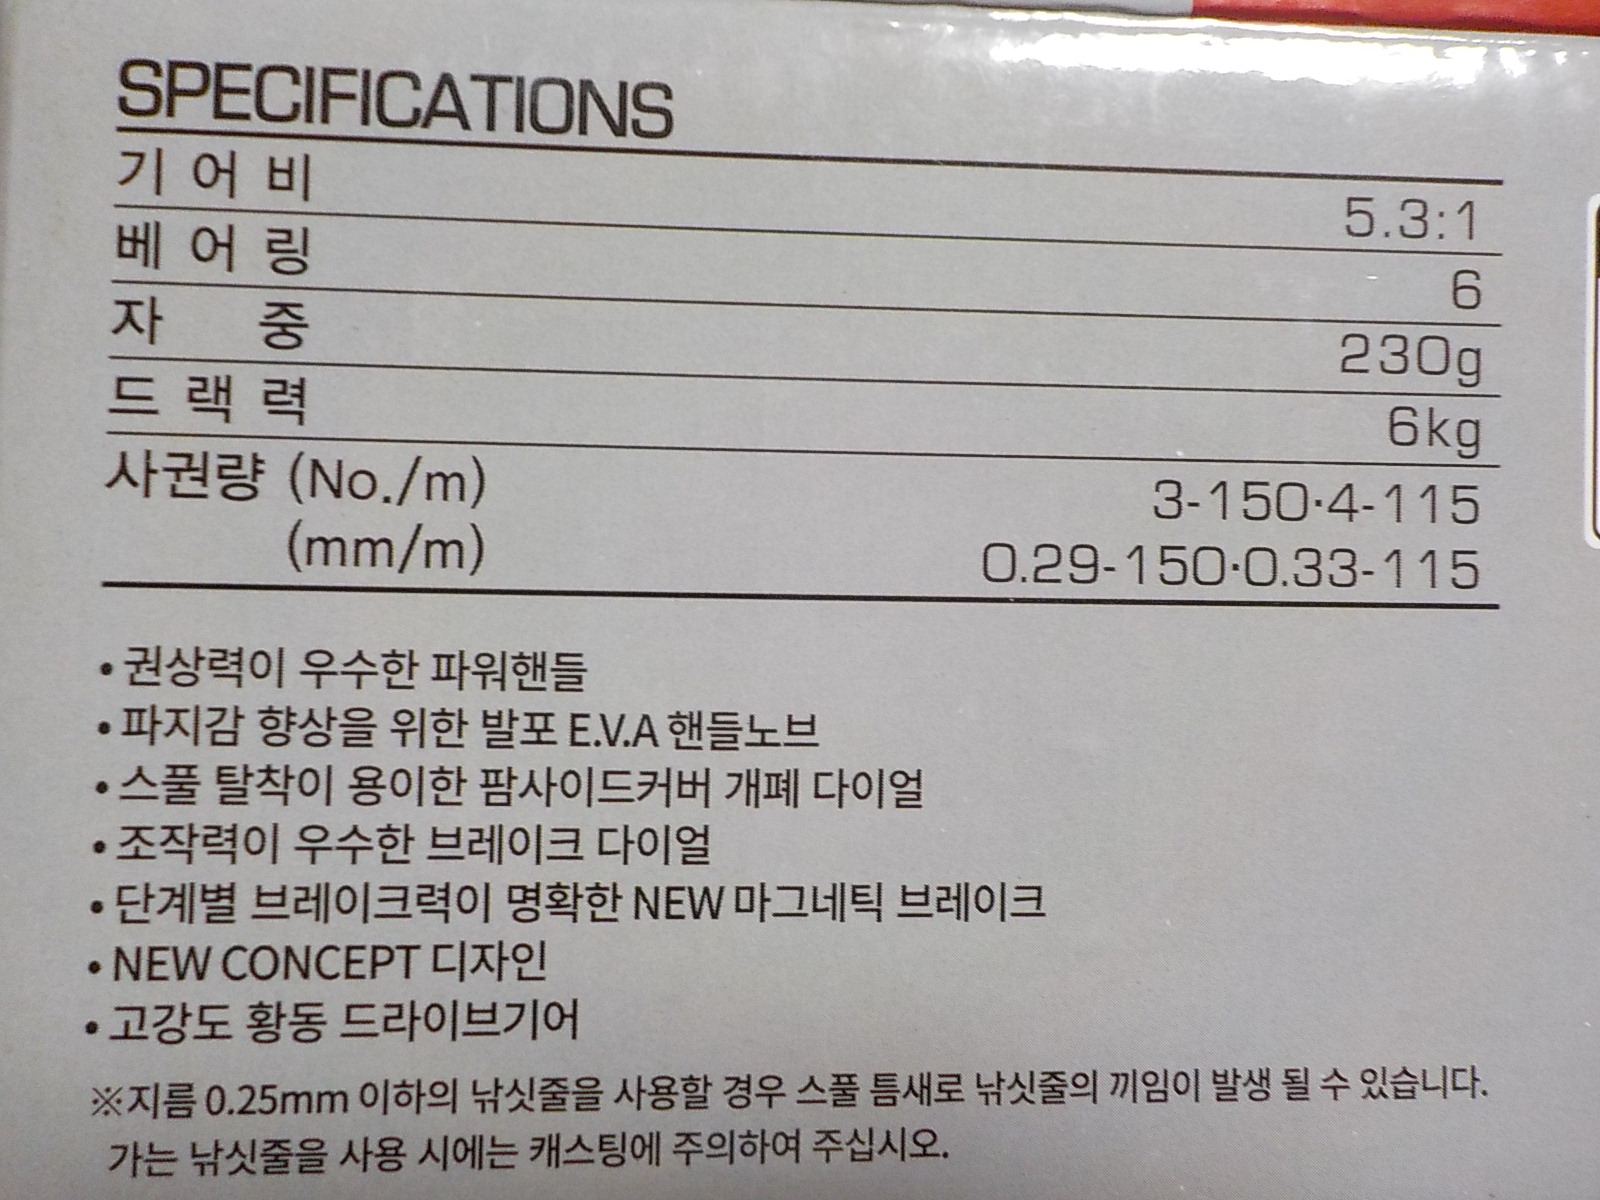 SPECIFICATIONS
기 어 비 5.3:1
베 어 링 6
자 중 230g
드 랙 력 6kg
사권량 (No./m) 3-150·4-115
(mm/m) 0.29-150·0.33-115
• 권상력이 우수한 파워핸들
• 파지감 향상을 위한 발포 E.V.A 핸들노브
• 스풀 탈착이 용이한 팜사이드커버 개폐 다이얼
• 조작력이 우수한 브레이크 다이얼
• 단계별 브레이크력이 명확한 NEW 마그네틱 브레이크
• NEW CONCEPT 디자인
• 고강도 황동 드라이브기어
※지름 0.25mm 이하의 낚싯줄을 사용할 경우 스풀 틈새로 낚싯줄의 끼임이 발생 될 수 있습니다.
가는 낚싯줄을 사용 시에는 캐스팅에 주의하여 주십시오.